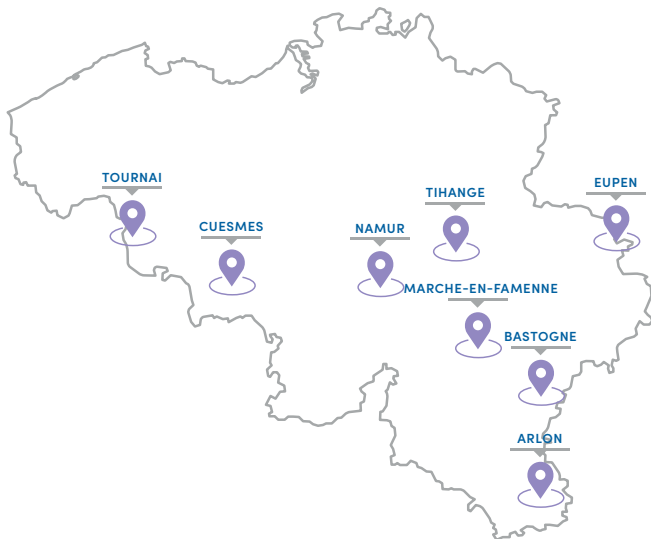 TOURNAI
TIHANGE
EUPEN
CUESMES
NAMUR
MARCHE-EN-FAMENNE
BASTOGNE
ARLON